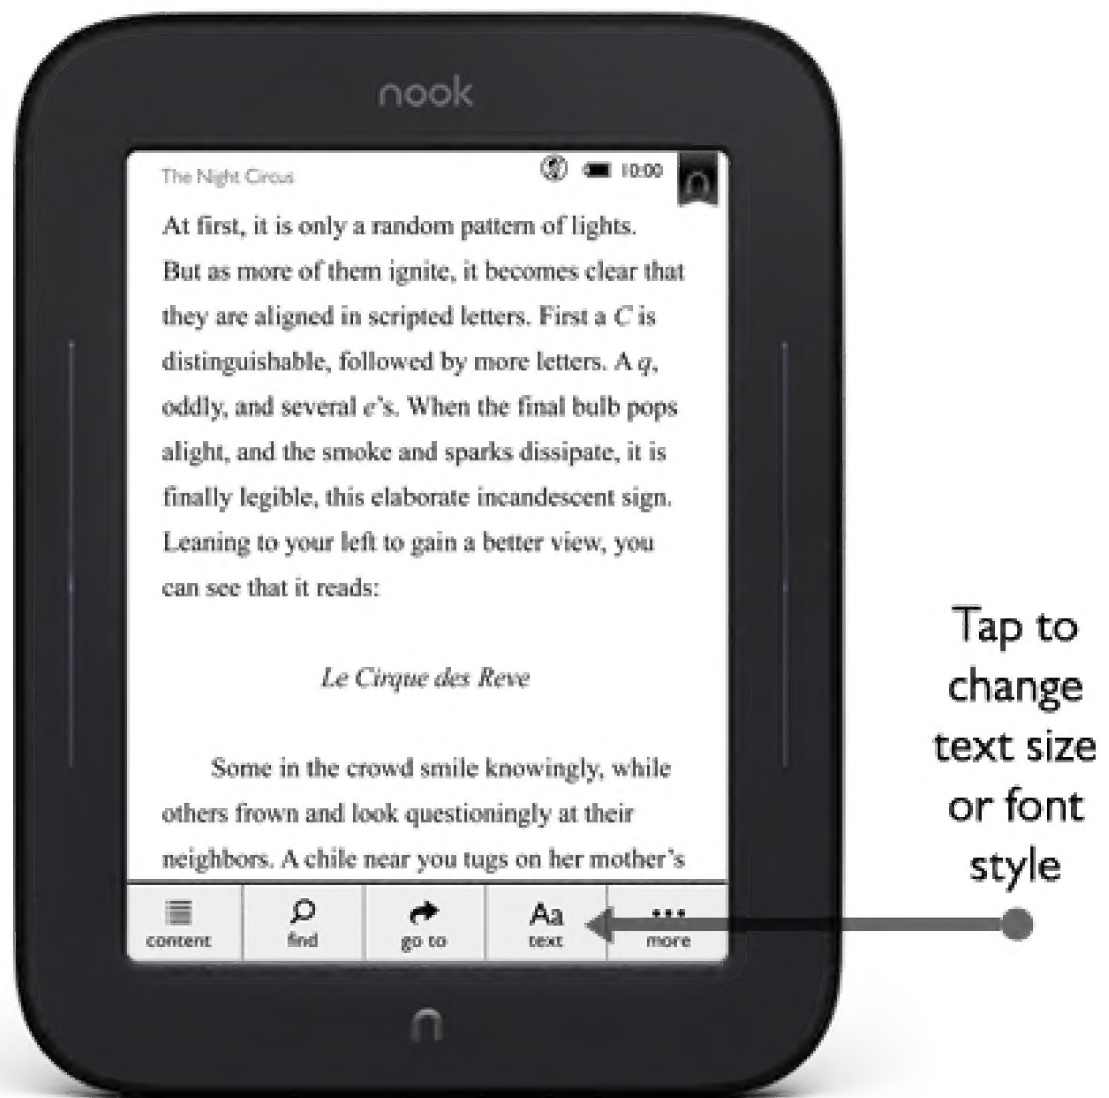 nook
The Night Circus
10:00
At first, it is only a random pattern of lights.
But as more of them ignite, it becomes clear that
they are aligned in scripted letters. First a C is
distinguishable, followed by more letters. A q,
oddly, and several e's. When the final bulb pops
alight, and the smoke and sparks dissipate, it is
finally legible, this elaborate incandescent sign.
Leaning to your left to gain a better view, you
can see that it reads:
Le Cirque des Reve
Some in the crowd smile knowingly, while
others frown and look questioningly at their
neighbors. A chile near you tugs on her mother's
content
find
go to
Aa
text
more
Tap to
change
text size
or font
style